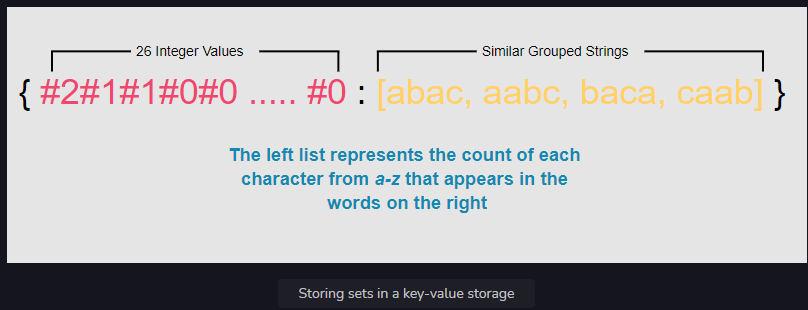 26 Integer Values Similar Grouped Strings
{ #2#1#1#0#0 ..... #0 : [abac, aabc, baca, caab] }
The left list represents the count of each
character from a-z that appears in the
words on the right
Storing sets in a key-value storage